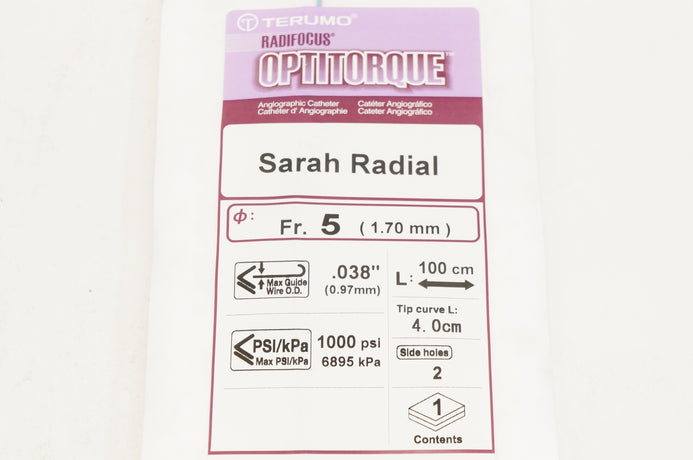 TERUMO®
RADIFOCUS®
OPTITORQUE™
Angiographic Catheter Catéter Angiográfico
Cathéter d' Angiographie Cateter Angiográfico
Sarah Radial
Φ: Fr. 5 (1.70 mm)
Max Guide Wire O.D. .038" (0.97mm)
L: 100 cm
Tip curve L:
4.0cm
PSI/kPa
Max PSI/kPa
1000 psi
6895 kPa
Side holes
2
1
Contents